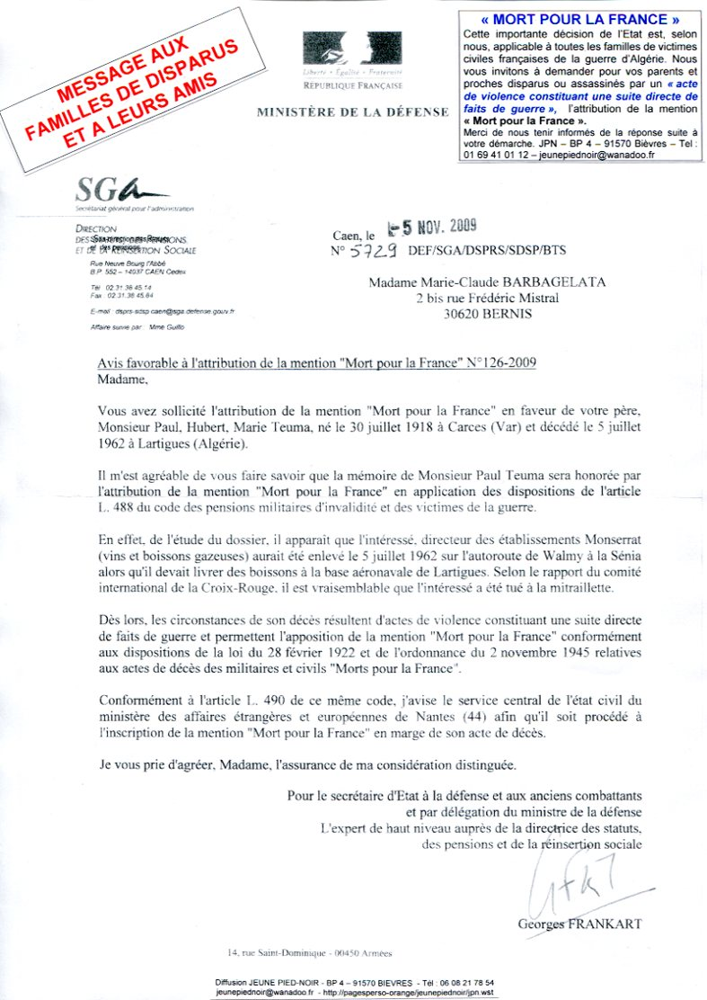 MESSAGE AUX
FAMILLES DE DISPARUS
ET A LEURS AMIS
Liberté • Égalité • Fraternité
RÉPUBLIQUE FRANÇAISE
MINISTÈRE DE LA DÉFENSE
« MORT POUR LA FRANCE »
Cette importante décision de l'Etat est, selon
nous, applicable à toutes les familles de victimes
civiles françaises de la guerre d'Algérie. Nous
vous invitons à demander pour vos parents et
proches disparus ou assassinés par un « acte
de violence constituant une suite directe de
faits de guerre », l'attribution de la mention
« Mort pour la France ».
Merci de nous tenir informés de la réponse suite à
votre démarche. JPN – BP 4 – 91570 Bièvres – Tel :
01 69 41 01 12 – jeunepiednoir@wanadoo.fr
SGA
Secrétariat général pour l'administration
DIRECTION
DES STATUTS, DES PENSIONS
ET DE LA RÉINSERTION SOCIALE
Rue Neuve Bourg l'Abbé
B.P. 552 – 14037 CAEN Cedex
Tél 02 31 38 45 14
Fax 02 31 38 45 64
E-mail dsprs-sdsp.caen@sga.defense.gouv.fr
Affaire suivie par Mme Guillo
Caen, le - 5 NOV. 2009
N° 5729 DEF/SGA/DSPRS/SDSP/BTS
Madame Marie-Claude BARBAGELATA
2 bis rue Frédéric Mistral
30620 BERNIS
Avis favorable à l'attribution de la mention "Mort pour la France" N°126-2009
Madame,
Vous avez sollicité l'attribution de la mention "Mort pour la France" en faveur de votre père,
Monsieur Paul, Hubert, Marie Teuma, né le 30 juillet 1918 à Carces (Var) et décédé le 5 juillet
1962 à Lartigues (Algérie).
Il m'est agréable de vous faire savoir que la mémoire de Monsieur Paul Teuma sera honorée par
l'attribution de la mention "Mort pour la France" en application des dispositions de l'article
L. 488 du code des pensions militaires d'invalidité et des victimes de la guerre.
En effet, de l'étude du dossier, il apparait que l'intéressé, directeur des établissements Monserrat
(vins et boissons gazeuses) aurait été enlevé le 5 juillet 1962 sur l'autoroute de Walmy à la Sénia
alors qu'il devait livrer des boissons à la base aéronavale de Lartigues. Selon le rapport du comité
international de la Croix-Rouge, il est vraisemblable que l'intéressé a été tué à la mitraillette.
Dès lors, les circonstances de son décès résultent d'actes de violence constituant une suite directe
de faits de guerre et permettent l'apposition de la mention "Mort pour la France" conformément
aux dispositions de la loi du 28 février 1922 et de l'ordonnance du 2 novembre 1945 relatives
aux actes de décès des militaires et civils "Morts pour la France".
Conformément à l'article L. 490 de ce même code, j'avise le service central de l'état civil du
ministère des affaires étrangères et européennes de Nantes (44) afin qu'il soit procédé à
l'inscription de la mention "Mort pour la France" en marge de son acte de décès.
Je vous prie d'agréer, Madame, l'assurance de ma considération distinguée.
Pour le secrétaire d'Etat à la défense et aux anciens combattants
et par délégation du ministre de la défense
L'expert de haut niveau auprès de la directrice des statuts,
des pensions et de la réinsertion sociale
Georges FRANKART
14, rue Saint-Dominique - 00450 Armées
Diffusion JEUNE PIED-NOIR - BP 4 – 91570 BIEVRES - Tél : 06 08 21 78 54
jeunepiednoir@wanadoo.fr - http://pagesperso-orange/jeunepiednoir/jpn.wst